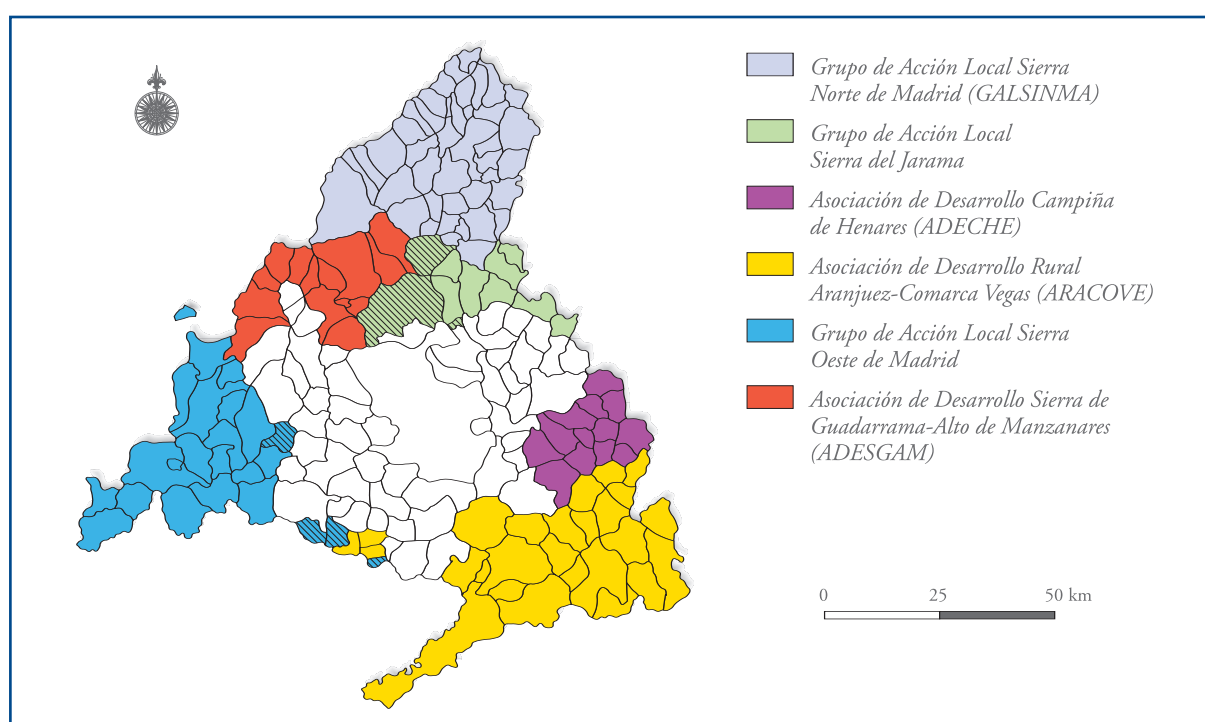 Grupo de Acción Local Sierra
Norte de Madrid (GALSINMA)
Grupo de Acción Local
Sierra del Jarama
Asociación de Desarrollo Campiña
de Henares (ADECHE)
Asociación de Desarrollo Rural
Aranjuez-Comarca Vegas (ARACOVE)
Grupo de Acción Local Sierra
Oeste de Madrid
Asociación de Desarrollo Sierra de
Guadarrama-Alto de Manzanares
(ADESGAM)
0 25 50 km